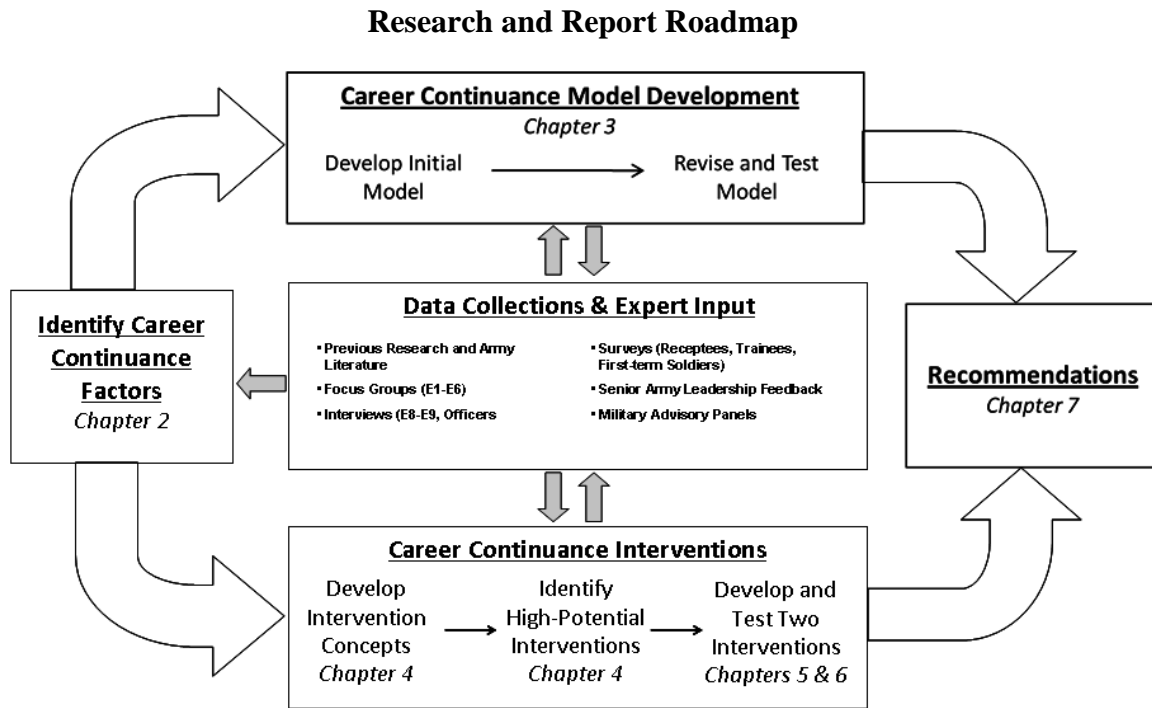 Research and Report Roadmap
Career Continuance Model Development
Chapter 3
Develop Initial
Model
Revise and Test
Model
Identify Career
Continuance
Factors
Chapter 2
Data Collections & Expert Input
▪ Previous Research and Army
Literature
▪ Focus Groups (E1-E6)
▪ Interviews (E8-E9, Officers
▪ Surveys (Receptees, Trainees,
First-term Soldiers)
▪ Senior Army Leadership Feedback
▪ Military Advisory Panels
Recommendations
Chapter 7
Career Continuance Interventions
Develop
Intervention
Concepts
Chapter 4
Identify
High-Potential
Interventions
Chapter 4
Develop and
Test Two
Interventions
Chapters 5 & 6